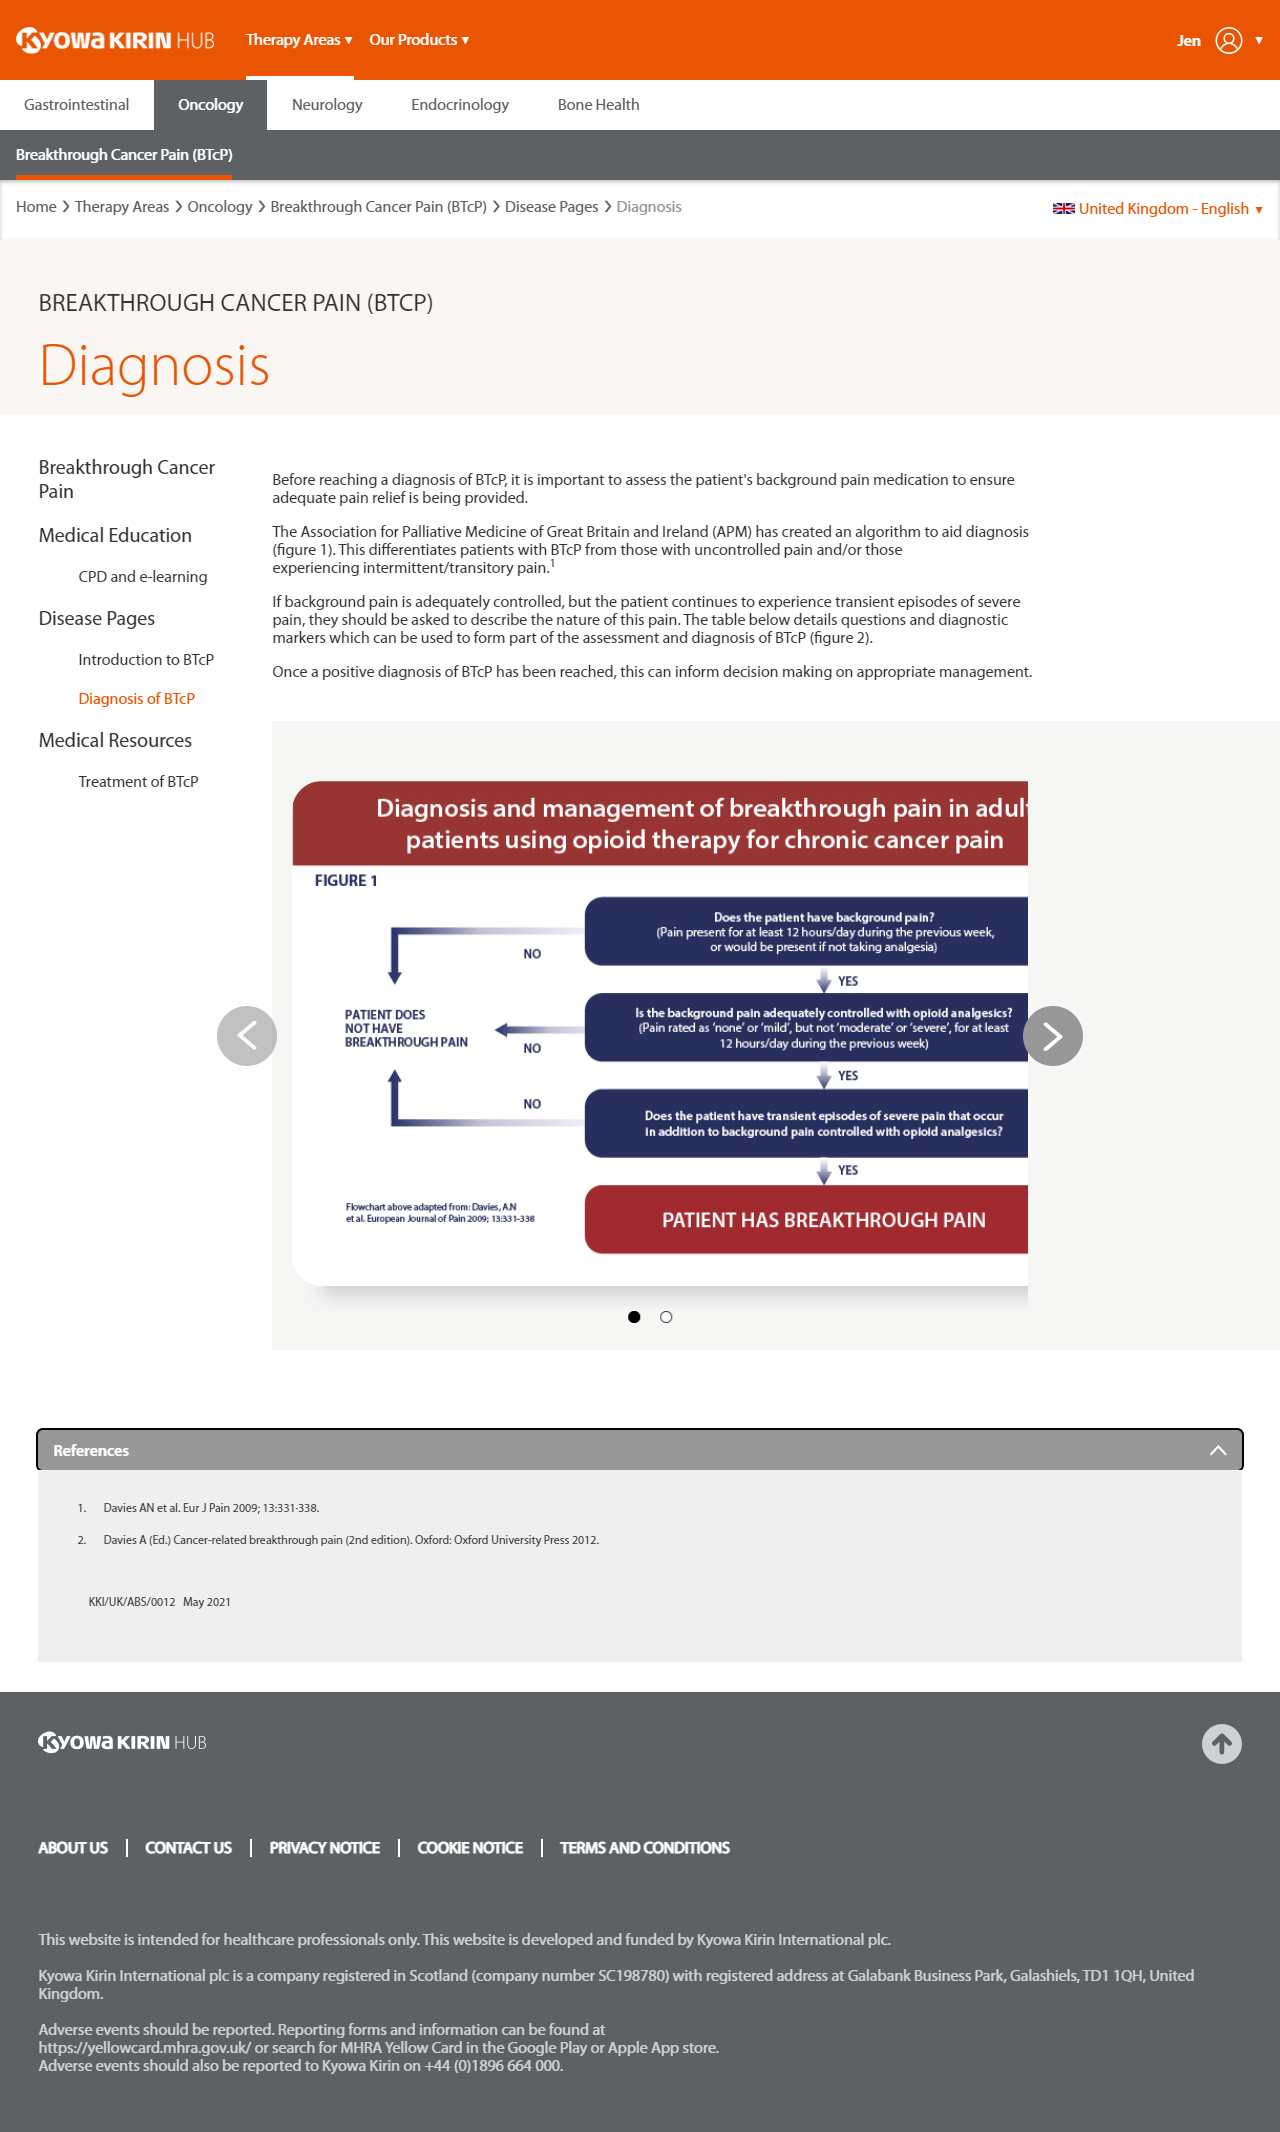 KYOWA KIRIN HUB
Therapy Areas ▼ Our Products ▼
Jen ▼
Gastrointestinal Oncology Neurology Endocrinology Bone Health
Breakthrough Cancer Pain (BTcP)
Home > Therapy Areas > Oncology > Breakthrough Cancer Pain (BTcP) > Disease Pages > Diagnosis
United Kingdom - English ▼
BREAKTHROUGH CANCER PAIN (BTCP)
Diagnosis
Breakthrough Cancer
Pain
Medical Education
CPD and e-learning
Disease Pages
Introduction to BTcP
Diagnosis of BTcP
Medical Resources
Treatment of BTcP
Before reaching a diagnosis of BTcP, it is important to assess the patient's background pain medication to ensure
adequate pain relief is being provided.
The Association for Palliative Medicine of Great Britain and Ireland (APM) has created an algorithm to aid diagnosis
(figure 1). This differentiates patients with BTcP from those with uncontrolled pain and/or those
experiencing intermittent/transitory pain.1
If background pain is adequately controlled, but the patient continues to experience transient episodes of severe
pain, they should be asked to describe the nature of this pain. The table below details questions and diagnostic
markers which can be used to form part of the assessment and diagnosis of BTcP (figure 2).
Once a positive diagnosis of BTcP has been reached, this can inform decision making on appropriate management.
Diagnosis and management of breakthrough pain in adul
patients using opioid therapy for chronic cancer pain
FIGURE 1
Does the patient have background pain?
(Pain present for at least 12 hours/day during the previous week,
or would be present if not taking analgesia)
NO
YES
Is the background pain adequately controlled with opioid analgesics?
(Pain rated as ‘none’ or ‘mild’, but not ‘moderate’ or ‘severe’, for at least
12 hours/day during the previous week)
PATIENT DOES
NOT HAVE
BREAKTHROUGH PAIN
NO
YES
NO
Does the patient have transient episodes of severe pain that occur
in addition to background pain controlled with opioid analgesics?
YES
Flowchart above adapted from: Davies, A.N
et al. European Journal of Pain 2009; 13:331-338
PATIENT HAS BREAKTHROUGH PAIN
References
1. Davies AN et al. Eur J Pain 2009; 13:331-338.
2. Davies A (Ed.) Cancer-related breakthrough pain (2nd edition). Oxford: Oxford University Press 2012.
KKI/UK/ABS/0012 May 2021
KYOWA KIRIN HUB
ABOUT US | CONTACT US | PRIVACY NOTICE | COOKIE NOTICE | TERMS AND CONDITIONS
This website is intended for healthcare professionals only. This website is developed and funded by Kyowa Kirin International plc.
Kyowa Kirin International plc is a company registered in Scotland (company number SC198780) with registered address at Galabank Business Park, Galashiels, TD1 1QH, United
Kingdom.
Adverse events should be reported. Reporting forms and information can be found at
https://yellowcard.mhra.gov.uk/ or search for MHRA Yellow Card in the Google Play or Apple App store.
Adverse events should also be reported to Kyowa Kirin on +44 (0)1896 664 000.